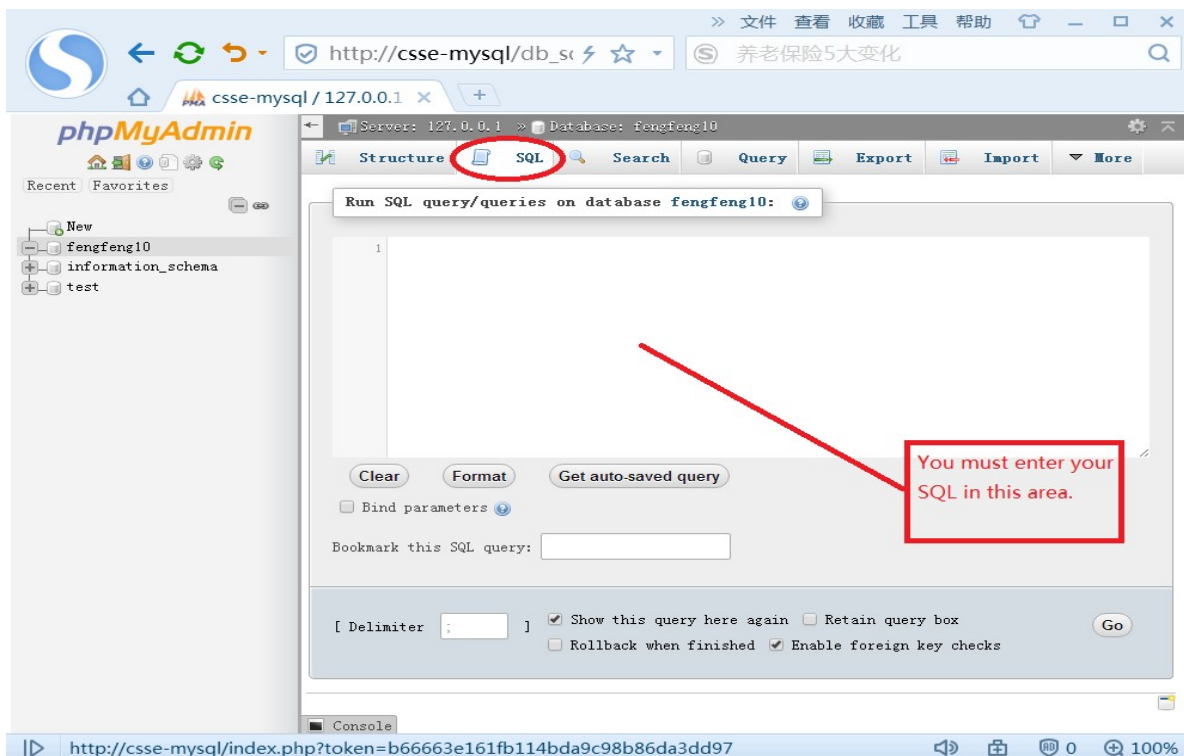 » 文件 查看 收藏 工具 帮助
http://csse-mysql/db_sc
养老保险5大变化
csse-mysql / 127.0.0.1
phpMyAdmin
Recent Favorites
New
fengfeng10
information_schema
test
Server: 127.0.0.1 » Database: fengfeng10
Structure SQL Search Query Export Import More
Run SQL query/queries on database fengfeng10:
1
You must enter your
SQL in this area.
Clear Format Get auto-saved query
Bind parameters
Bookmark this SQL query:
[ Delimiter ; ] Show this query here again Retain query box
Rollback when finished Enable foreign key checks
Go
Console
http://csse-mysql/index.php?token=b66663e161fb114bda9c98b86da3dd97 0 100%